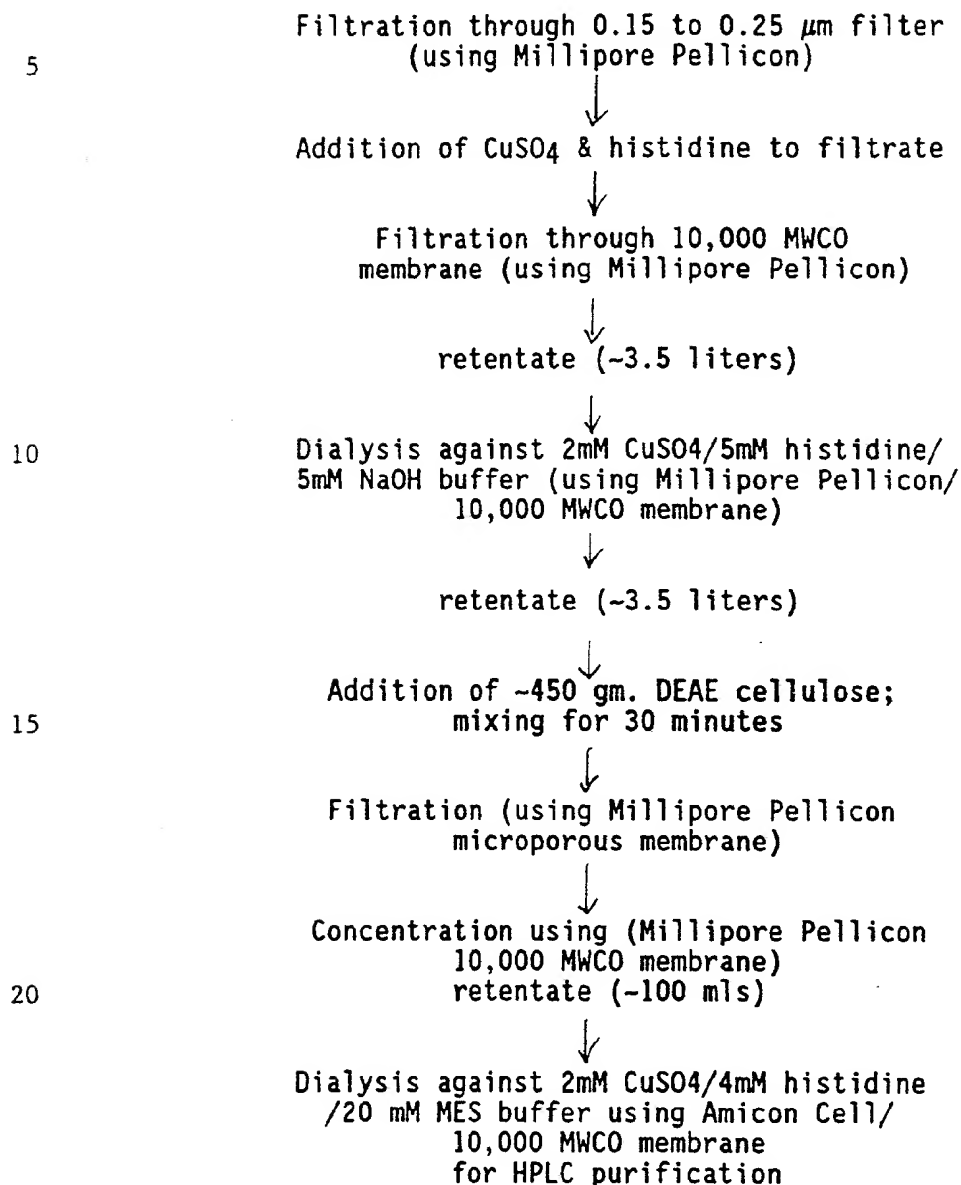 Filtration through 0.15 to 0.25 μm filter
5 (using Millipore Pellicon)
Addition of CuSO4 & histidine to filtrate
Filtration through 10,000 MWCO
membrane (using Millipore Pellicon)
retentate (~3.5 liters)
10 Dialysis against 2mM CuSO4/5mM histidine/
5mM NaOH buffer (using Millipore Pellicon/
10,000 MWCO membrane)
retentate (~3.5 liters)
Addition of ~450 gm. DEAE cellulose;
15 mixing for 30 minutes
Filtration (using Millipore Pellicon
microporous membrane)
Concentration using (Millipore Pellicon
10,000 MWCO membrane)
20 retentate (~100 mls)
Dialysis against 2mM CuSO4/4mM histidine
/20 mM MES buffer using Amicon Cell/
10,000 MWCO membrane
for HPLC purification